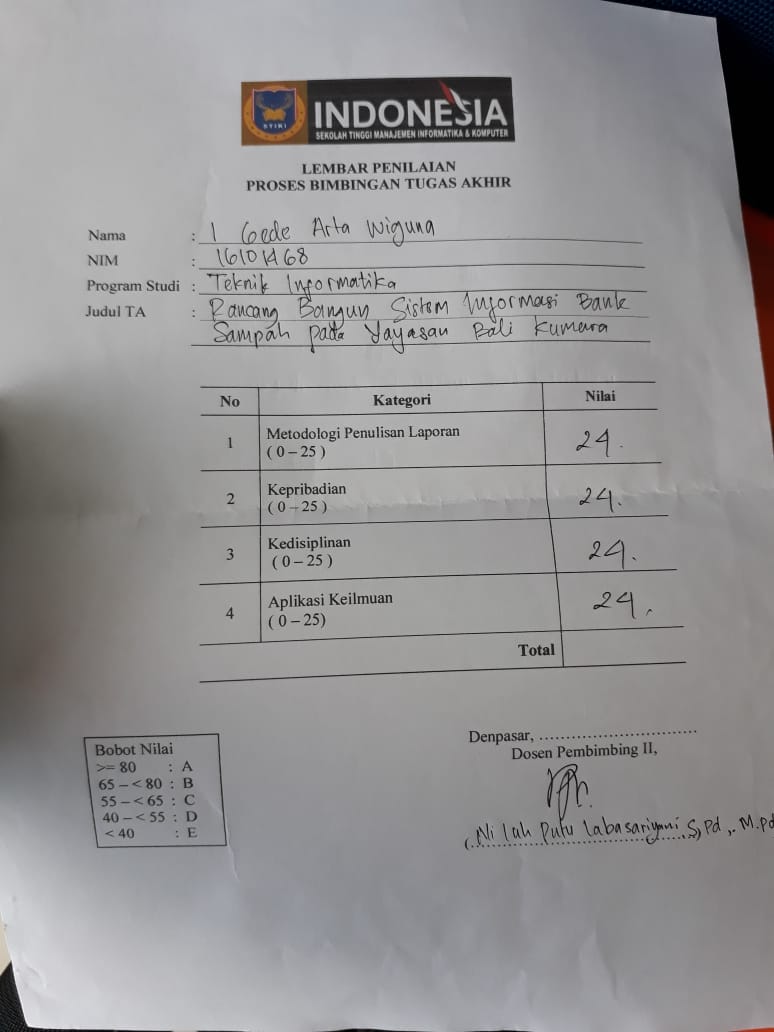 STIKI
INDONESIA
SEKOLAH TINGGI MANAJEMEN INFORMATIKA & KOMPUTER
LEMBAR PENILAIAN
PROSES BIMBINGAN TUGAS AKHIR
Nama : I Gede Arta Wiguna
NIM : 16101468
Program Studi : Teknik Informatika
Judul TA : Rancang Bangun Sistem Informasi Bank
Sampah pada Yayasan Bali Kumara
No Kategori Nilai
1 Metodologi Penulisan Laporan 24.
( 0 – 25 )
2 Kepribadian 24.
( 0 – 25 )
3 Kedisiplinan 24.
( 0 – 25 )
4 Aplikasi Keilmuan 24.
( 0 – 25)
Total
Denpasar, ..............................
Dosen Pembimbing II,
(Ni Luh Putu Labasariyani S,Pd ,. M.pd
Bobot Nilai
>= 80 : A
65 – < 80 : B
55 – < 65 : C
40 – < 55 : D
< 40 : E